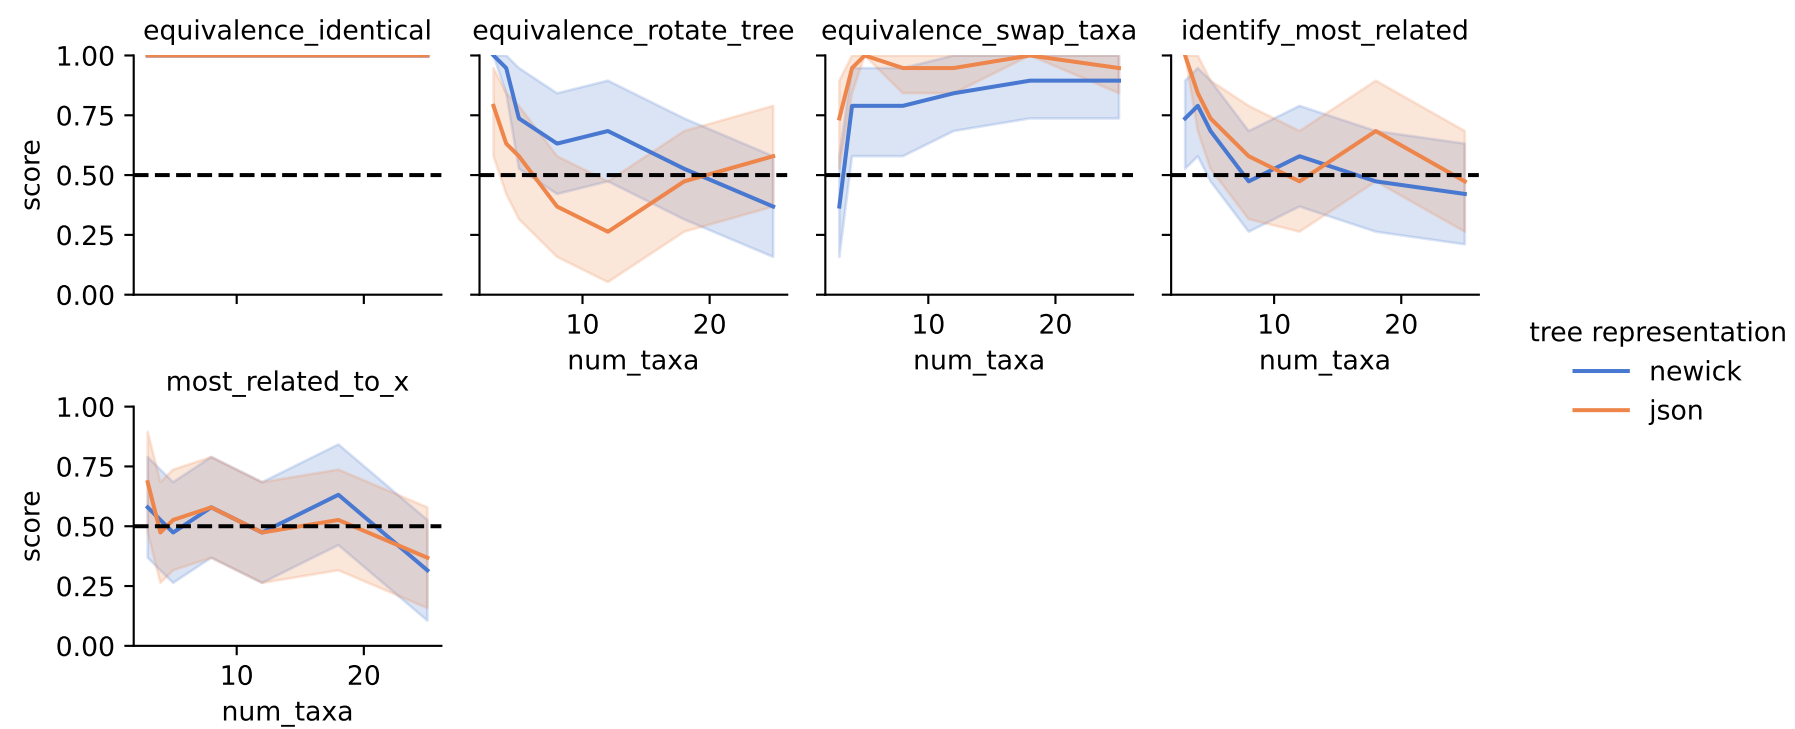 equivalence_identical
equivalence_rotate_tree
equivalence_swap_taxa
identify_most_related
score
1.00
0.75
0.50
0.25
0.00
10
20
num_taxa
10
20
num_taxa
10
20
num_taxa
tree representation
newick
json
most_related_to_x
score
1.00
0.75
0.50
0.25
0.00
10
20
num_taxa